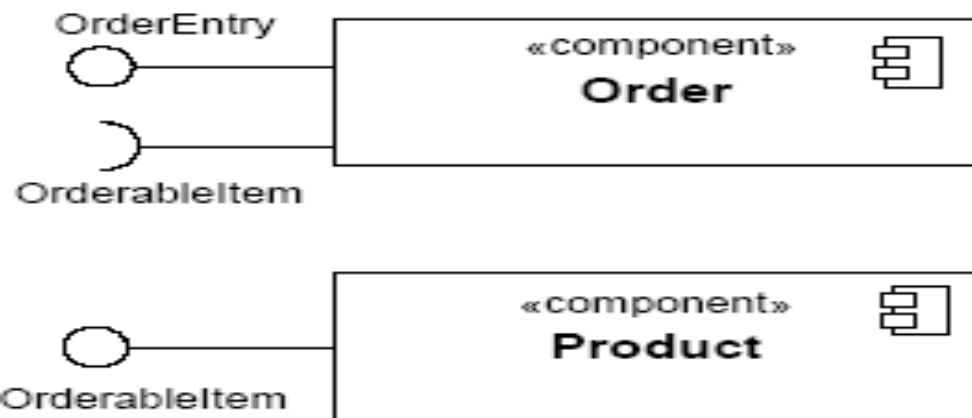 OrderEntry
«component»
Order
OrderableItem
«component»
Product
OrderableItem